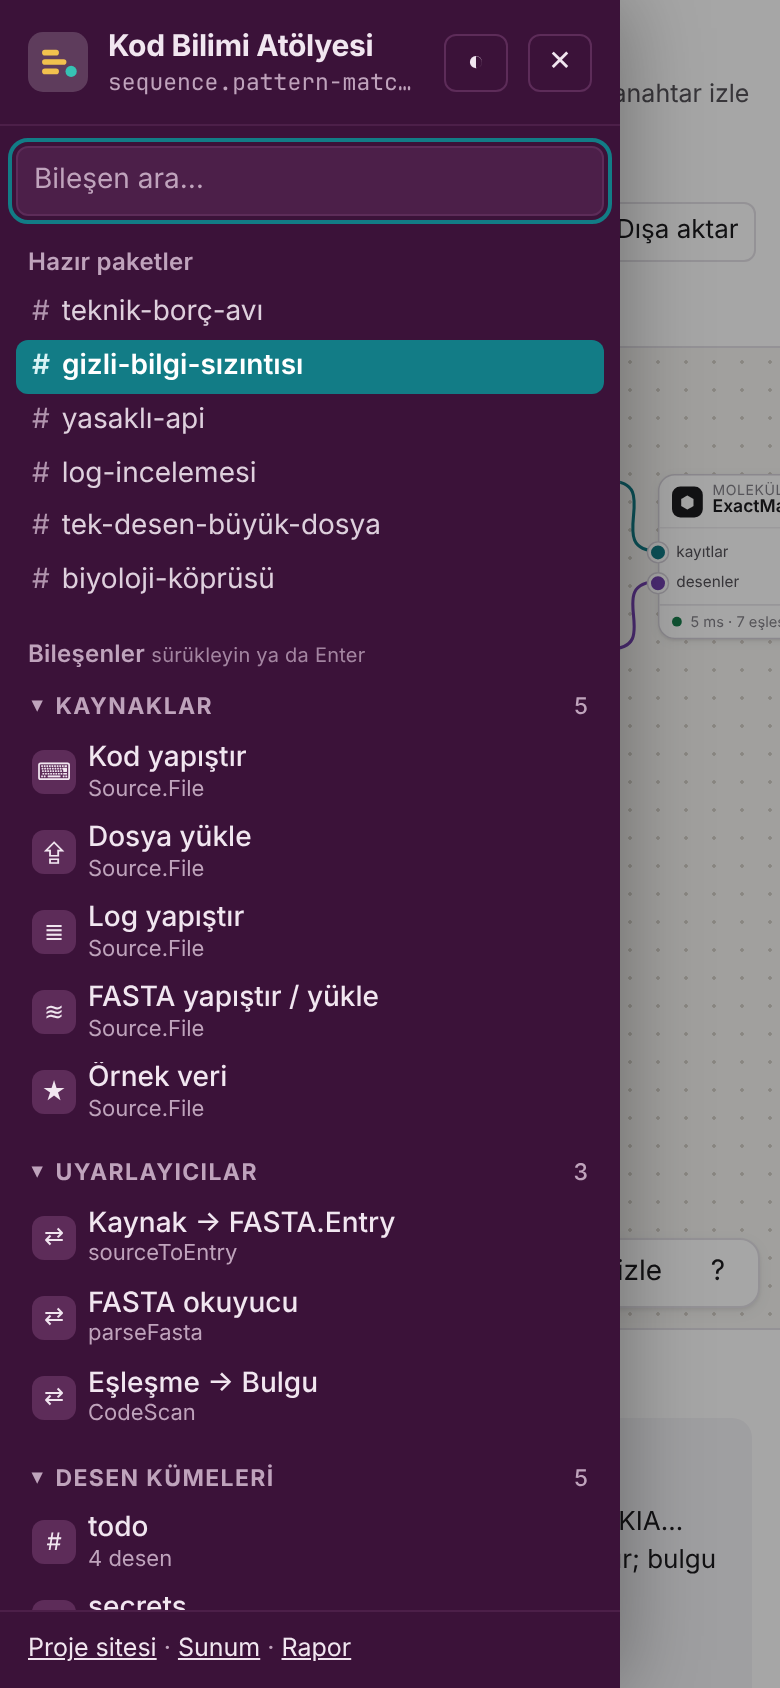 Kod Bilimi Atölyesi
sequence.pattern-matc…
anahtar izle
Bileşen ara…
Dışa aktar
Hazır paketler
# teknik-borç-avı
# gizli-bilgi-sızıntısı
# yasaklı-api
# log-incelemesi
# tek-desen-büyük-dosya
# biyoloji-köprüsü
MOLEKÜL
ExactMa
kayıtlar
desenler
5 ms · 7 eşleş
Bileşenler sürükleyin ya da Enter
▼ KAYNAKLAR 5
Kod yapıştır
Source.File
Dosya yükle
Source.File
Log yapıştır
Source.File
FASTA yapıştır / yükle
Source.File
Örnek veri
Source.File
▼ UYARLAYICILAR 3
Kaynak → FASTA.Entry
sourceToEntry
FASTA okuyucu
parseFasta
Eşleşme → Bulgu
CodeScan
izle ?
▼ DESEN KÜMELERİ 5
# todo
4 desen
secrets
KIA…
r; bulgu
Proje sitesi · Sunum · Rapor